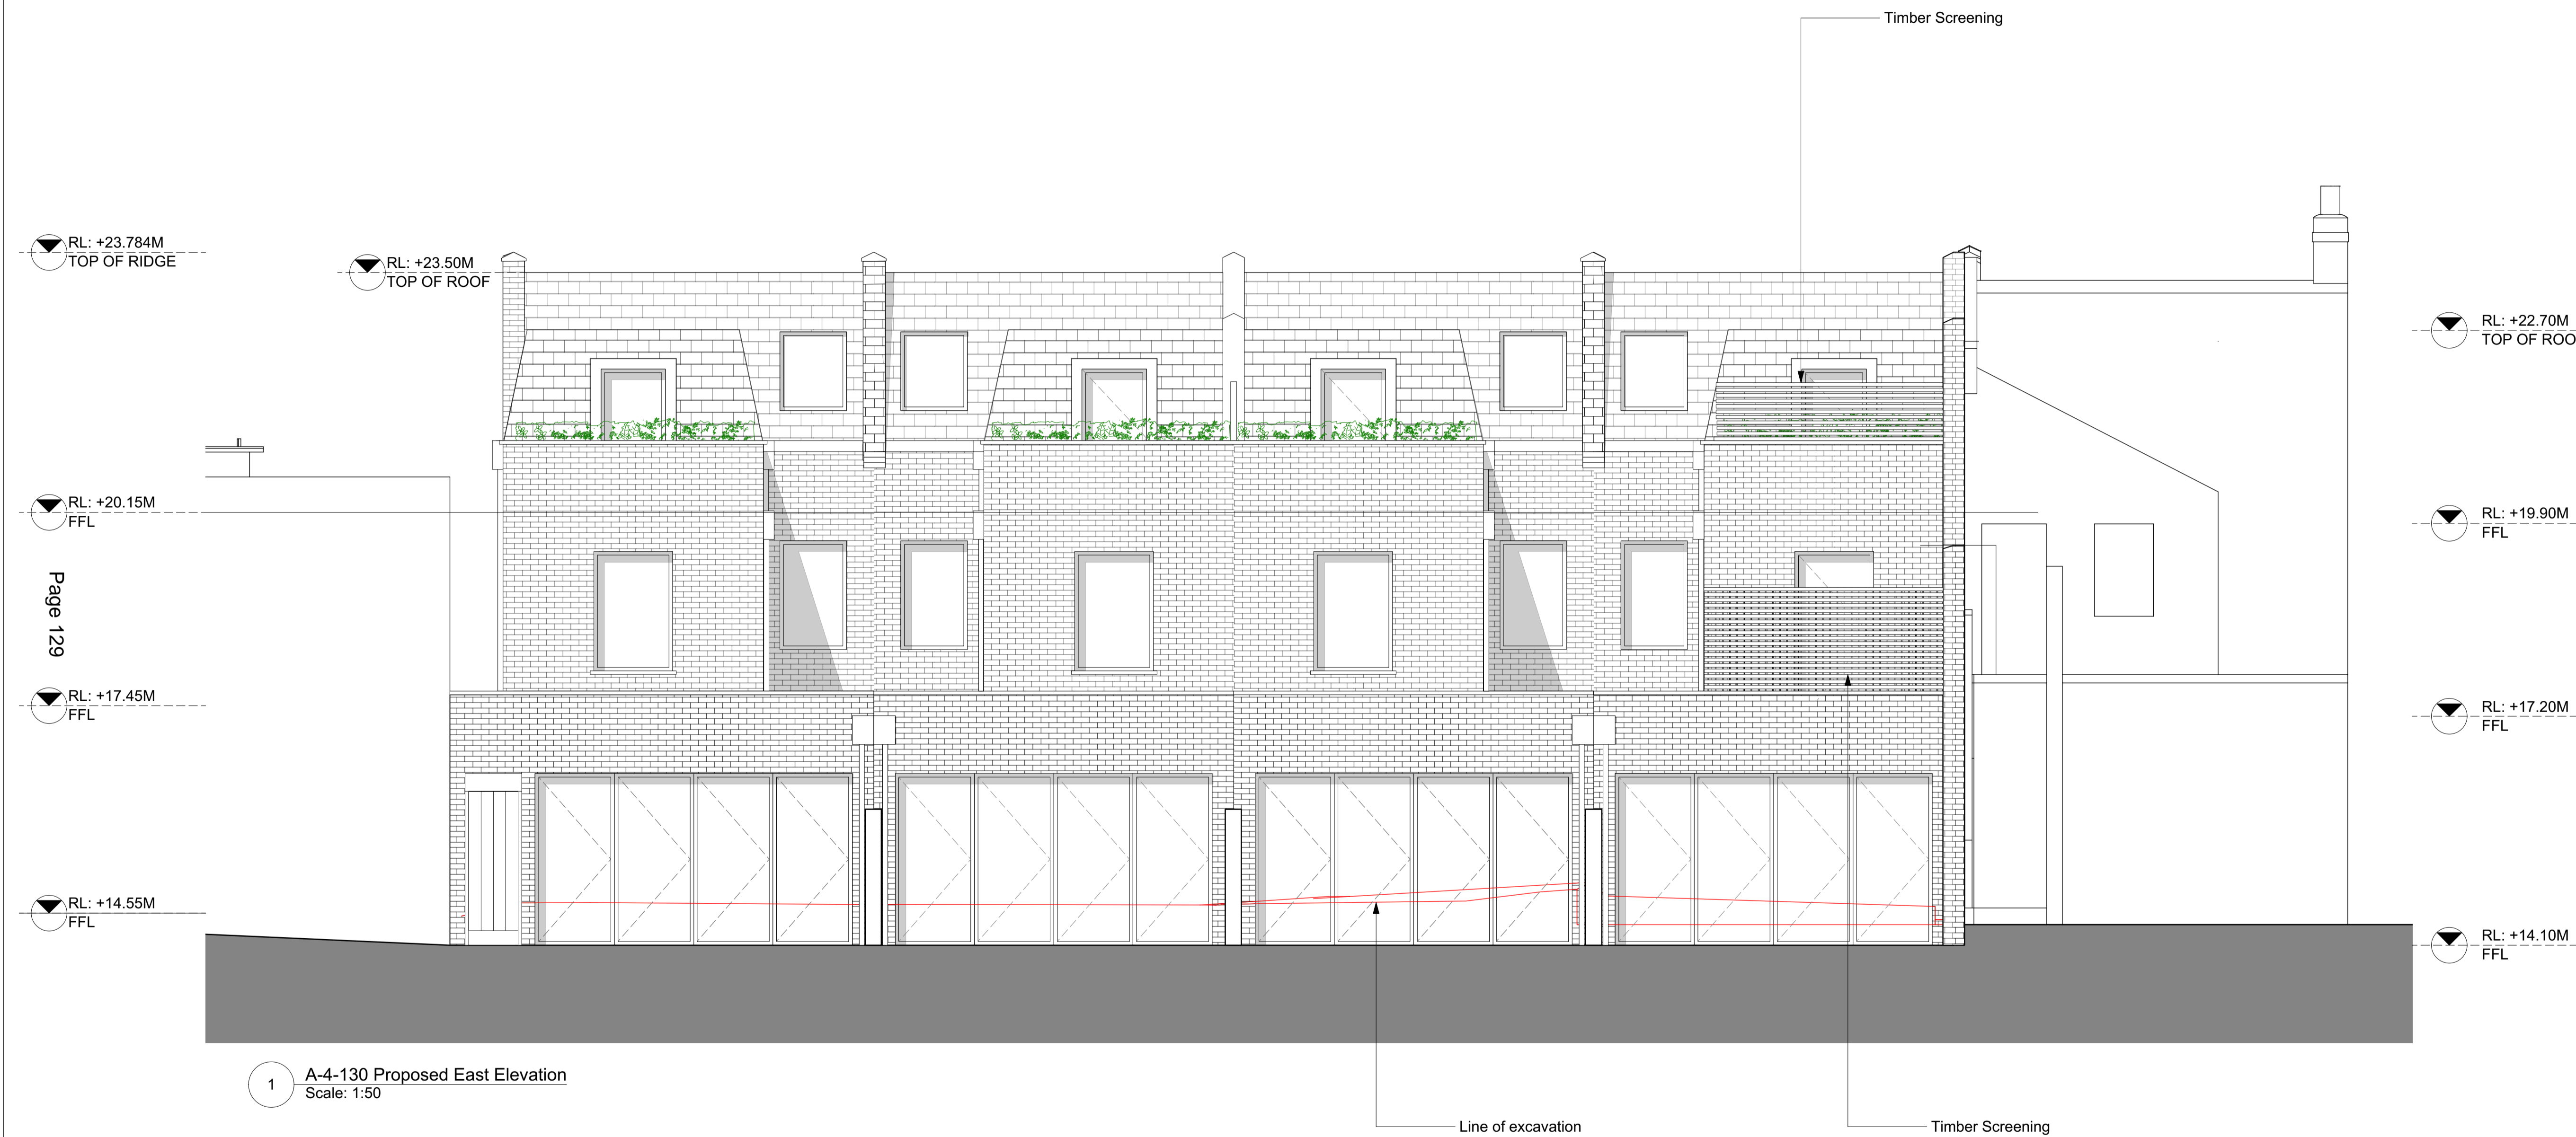 Timber Screening
RL: +23.784M
TOP OF RIDGE
RL: +23.50M
TOP OF ROOF
RL: +22.70M
TOP OF ROO
RL: +20.15M
FFL
RL: +19.90M
FFL
Page 129
RL: +17.45M
FFL
RL: +17.20M
FFL
RL: +14.55M
FFL
RL: +14.10M
FFL
1
A-4-130 Proposed East Elevation
Scale: 1:50
Line of excavation
Timber Screening